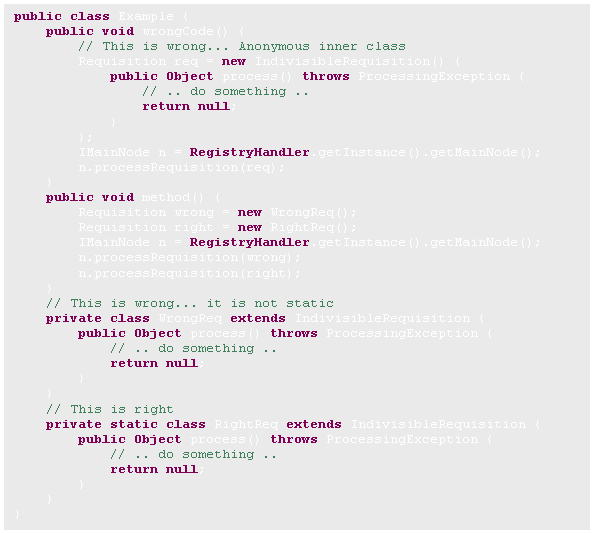 public class Example {
    public void wrongCode() {
        // This is wrong... Anonymous inner class
        Requisition req = new IndivisibleRequisition() {
            public Object process() throws ProcessingException {
                // .. do something ..
                return null;
            }
        };
        IMainNode n = RegistryHandler.getInstance().getMainNode();
        n.processRequisition(req);
    }
    public void method() {
        Requisition wrong = new WrongReq();
        Requisition right = new RightReq();
        IMainNode n = RegistryHandler.getInstance().getMainNode();
        n.processRequisition(wrong);
        n.processRequisition(right);
    }
    // This is wrong... it is not static
    private class WrongReq extends IndivisibleRequisition {
        public Object process() throws ProcessingException {
            // .. do something ..
            return null;
        }
    }
    // This is right
    private static class RightReq extends IndivisibleRequisition {
        public Object process() throws ProcessingException {
            // .. do something ..
            return null;
        }
    }
}